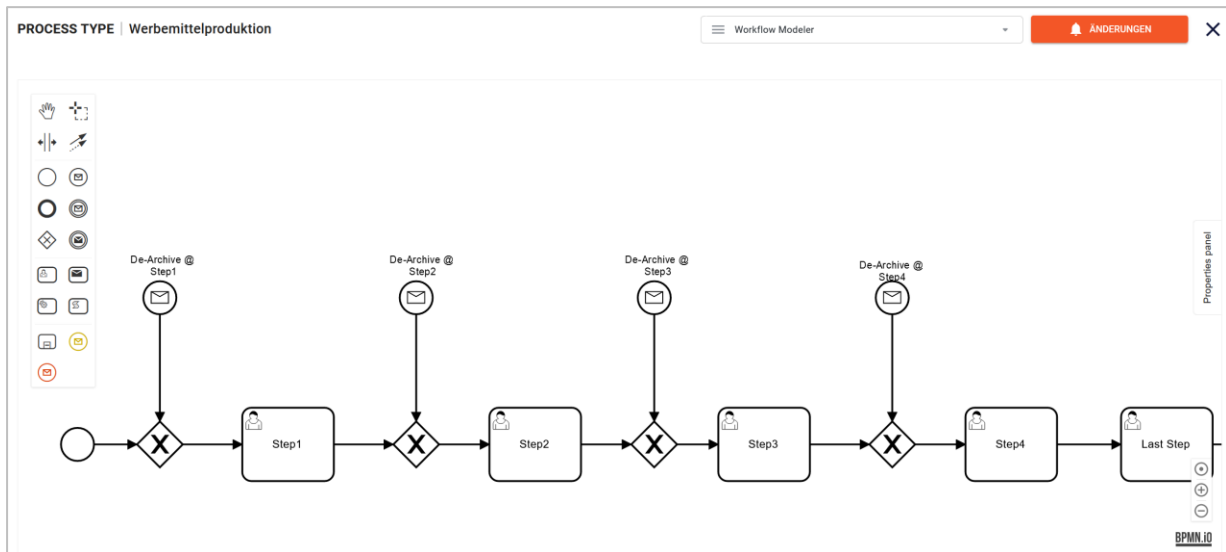 PROCESS TYPE | Werbemittelproduktion
Workflow Modeler
ÄNDERUNGEN
Properties panel
De-Archive @
Step1
De-Archive @
Step2
De-Archive @
Step3
De-Archive @
Step4
Step1
Step2
Step3
Step4
Last Step
BPMN.iO